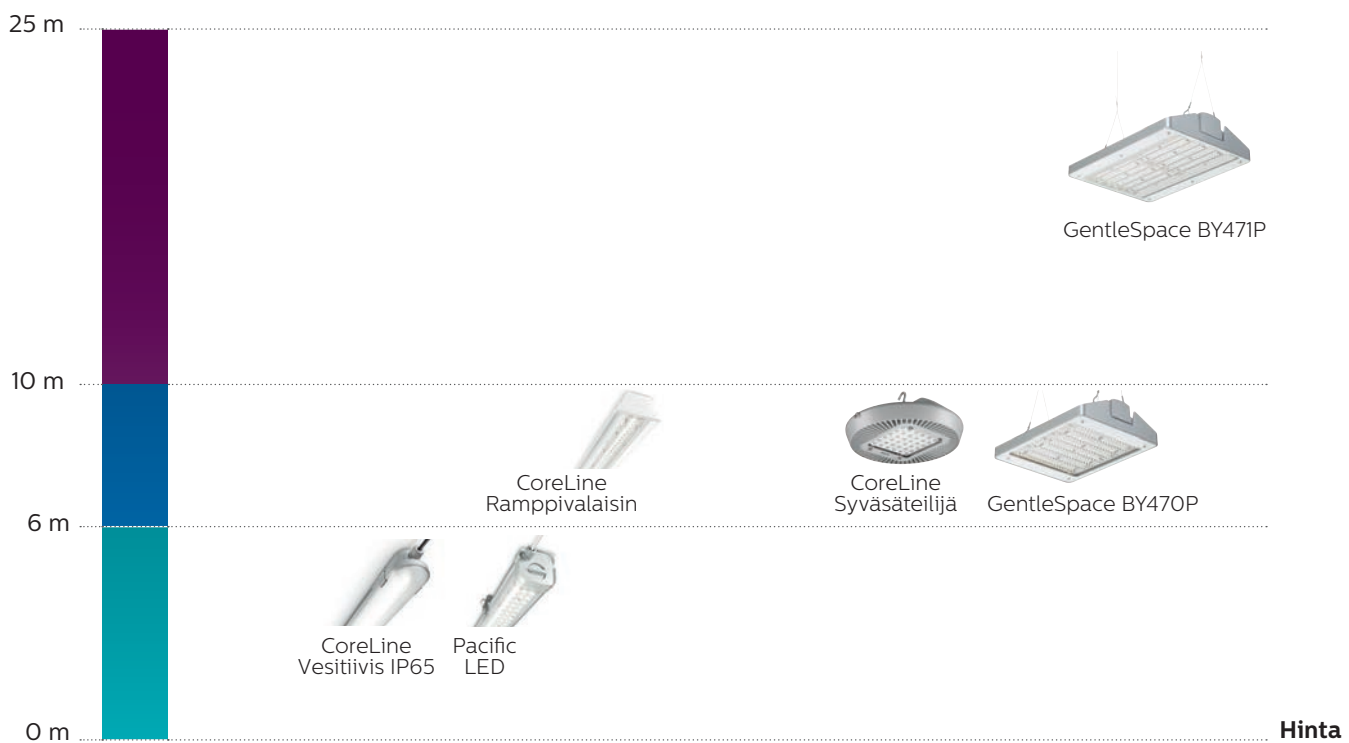 25 m
GentleSpace BY471P
10 m
CoreLine
Ramppivalaisin
CoreLine
Syväsäteilijä
GentleSpace BY470P
6 m
CoreLine
Vesitiivis IP65
Pacific
LED
0 m
Hinta